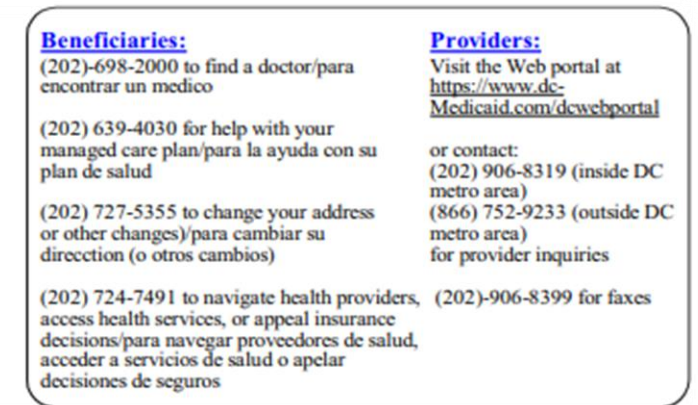 Beneficiaries:
(202)-698-2000 to find a doctor/para
encontrar un medico
(202) 639-4030 for help with your
managed care plan/para la ayuda con su
plan de salud
(202) 727-5355 to change your address
or other changes)/para cambiar su
direcction (o otros cambios)
(202) 724-7491 to navigate health providers,
access health services, or appeal insurance
decisions/para navegar proveedores de salud,
acceder a servicios de salud o apelar
decisiones de seguros
Providers:
Visit the Web portal at
https://www.dc-
Medicaid.com/dcwebportal
or contact:
(202) 906-8319 (inside DC
metro area)
(866) 752-9233 (outside DC
metro area)
for provider inquiries
(202)-906-8399 for faxes